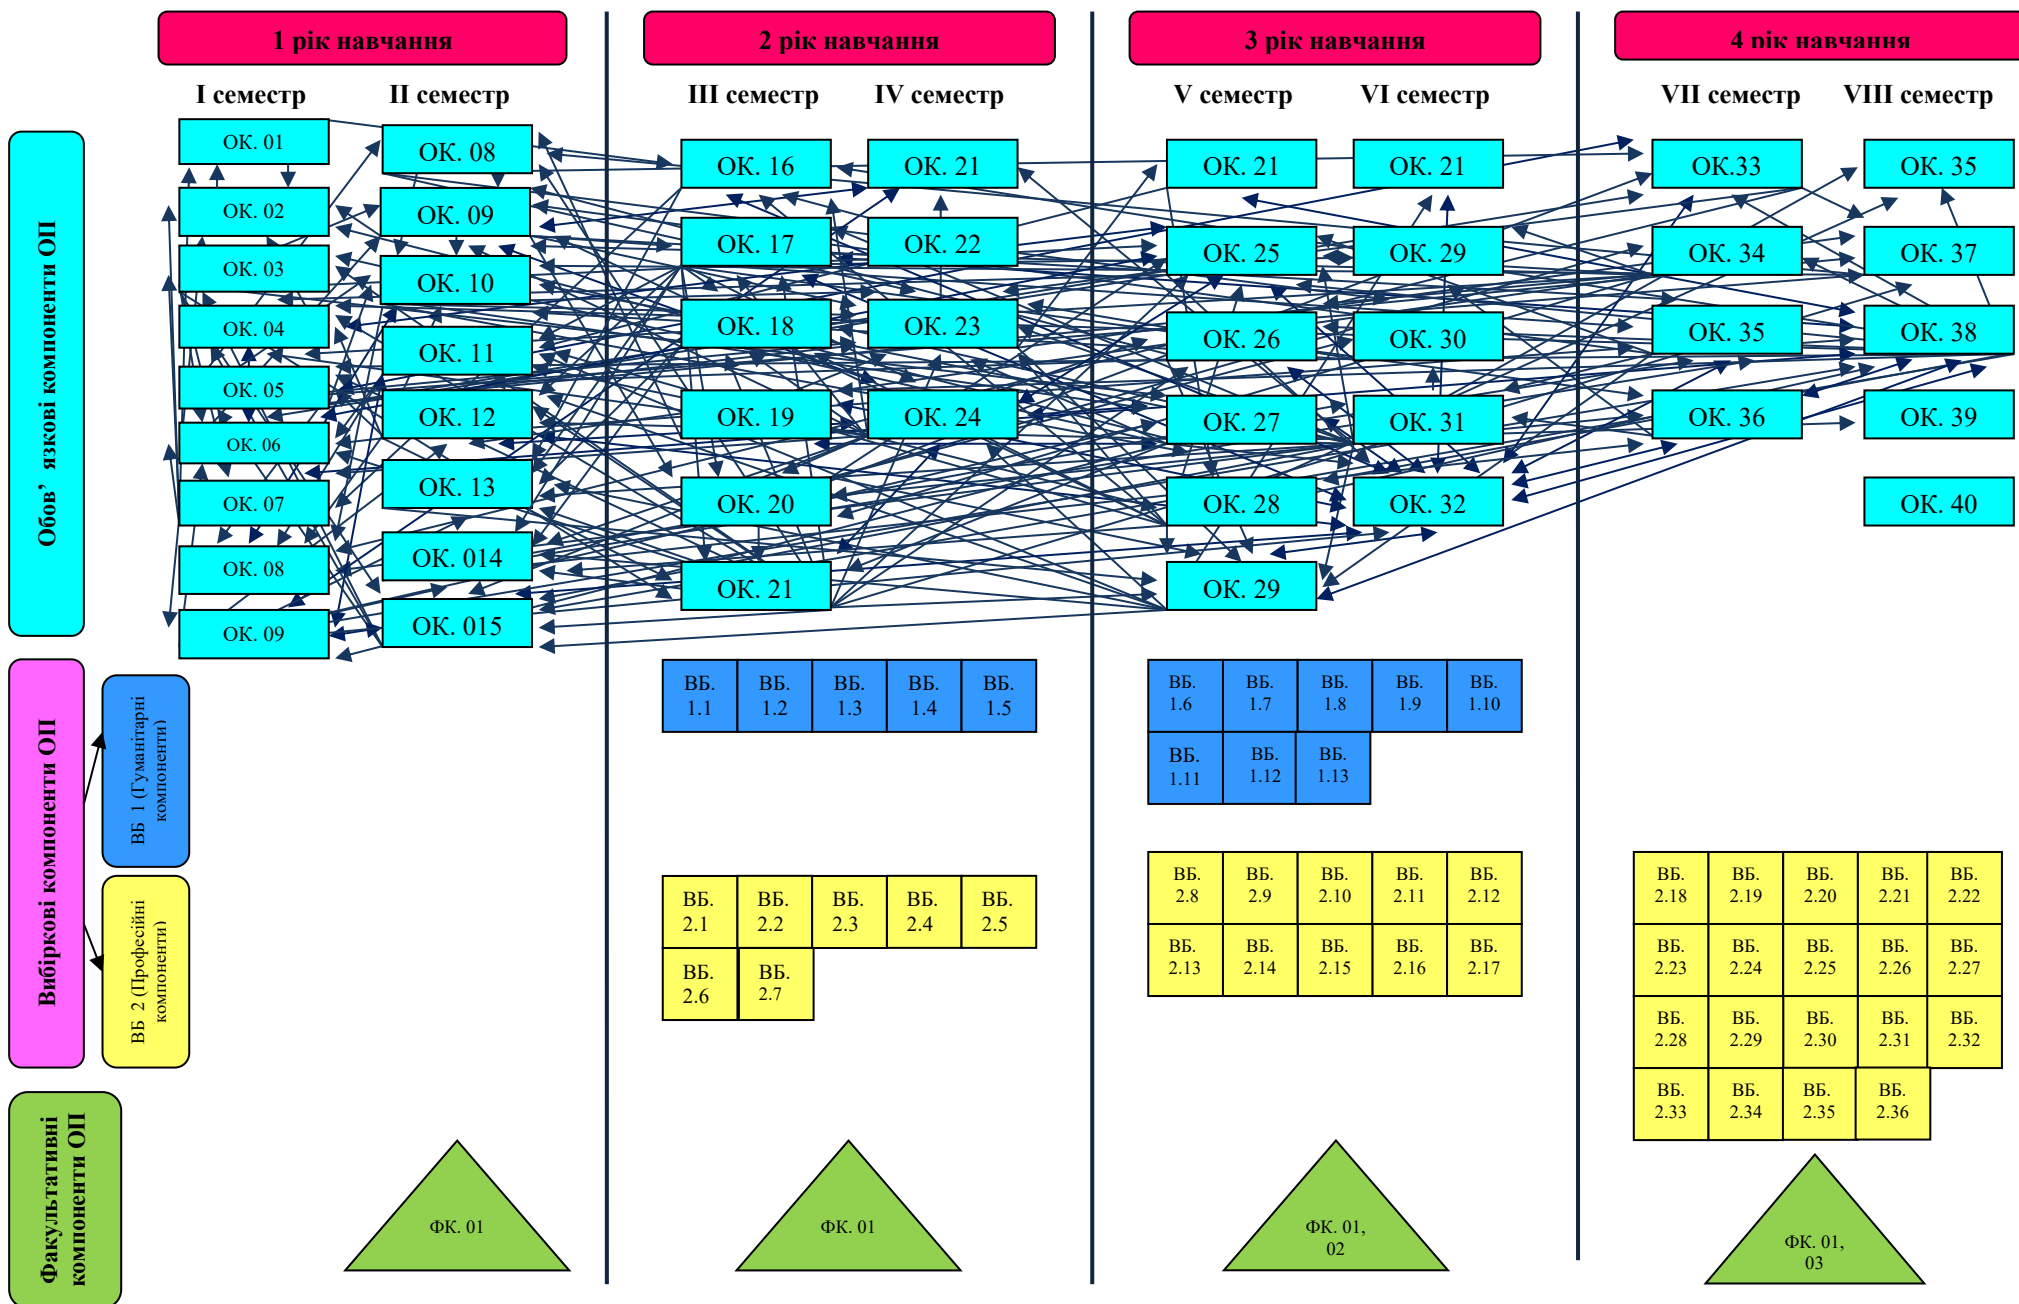 1 рік навчання
2 рік навчання
3 рік навчання
4 рік навчання
I семестр
II семестр
III семестр
IV семестр
V семестр
VI семестр
VII семестр
VIII семестр
Обов’ язкові компоненти ОП
ОК. 01
ОК. 02
ОК. 03
ОК. 04
ОК. 05
ОК. 06
ОК. 07
ОК. 08
ОК. 09
ОК. 08
ОК. 09
ОК. 10
ОК. 11
ОК. 12
ОК. 13
ОК. 014
ОК. 015
ОК. 16
ОК. 17
ОК. 18
ОК. 19
ОК. 20
ОК. 21
ОК. 21
ОК. 22
ОК. 23
ОК. 24
ОК. 21
ОК. 25
ОК. 26
ОК. 27
ОК. 28
ОК. 29
ОК. 21
ОК. 29
ОК. 30
ОК. 31
ОК. 32
ОК.33
ОК. 34
ОК. 35
ОК. 36
ОК. 35
ОК. 37
ОК. 38
ОК. 39
ОК. 40
Вибіркові компоненти ОП
ВБ 1 (Гуманітарні
компоненти)
ВБ.
1.1
ВБ.
1.2
ВБ.
1.3
ВБ.
1.4
ВБ.
1.5
ВБ.
1.6
ВБ.
1.7
ВБ.
1.8
ВБ.
1.9
ВБ.
1.10
ВБ.
1.11
ВБ.
1.12
ВБ.
1.13
ВБ 2 (Професійні
компоненти)
ВБ.
2.1
ВБ.
2.2
ВБ.
2.3
ВБ.
2.4
ВБ.
2.5
ВБ.
2.6
ВБ.
2.7
ВБ.
2.8
ВБ.
2.9
ВБ.
2.10
ВБ.
2.11
ВБ.
2.12
ВБ.
2.13
ВБ.
2.14
ВБ.
2.15
ВБ.
2.16
ВБ.
2.17
ВБ.
2.18
ВБ.
2.19
ВБ.
2.20
ВБ.
2.21
ВБ.
2.22
ВБ.
2.23
ВБ.
2.24
ВБ.
2.25
ВБ.
2.26
ВБ.
2.27
ВБ.
2.28
ВБ.
2.29
ВБ.
2.30
ВБ.
2.31
ВБ.
2.32
ВБ.
2.33
ВБ.
2.34
ВБ.
2.35
ВБ.
2.36
Факультативні
компоненти ОП
ФК. 01
ФК. 01
ФК. 01,
02
ФК. 01,
03